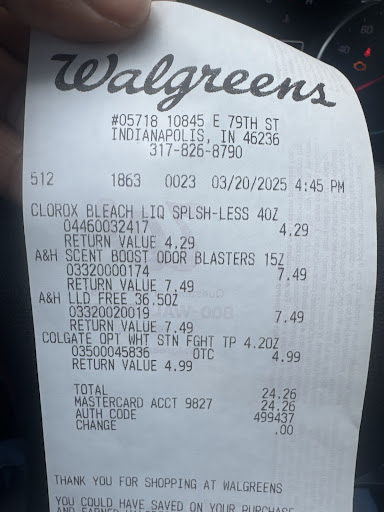 Walgreens
#05718 10845 E 79TH ST
INDIANAPOLIS, IN 46236
317-826-8790
512 1863 0023 03/20/2025 4:45 PM
CLOROX BLEACH LIQ SPLSH-LESS 40Z
04460032417 4.29
RETURN VALUE 4.29
A&H SCENT BOOST ODOR BLASTERS 15Z
03320000174 7.49
RETURN VALUE 7.49
A&H LLD FREE 36.50Z
03320020019 7.49
RETURN VALUE 7.49
COLGATE OPT WHT STN FGHT TP 4.20Z
03500045836 OTC 4.99
RETURN VALUE 4.99
TOTAL 24.26
MASTERCARD ACCT 9827 24.26
AUTH CODE 499437
CHANGE .00
THANK YOU FOR SHOPPING AT WALGREENS
YOU COULD HAVE SAVED ON YOUR PURCHASE
AND EARNED